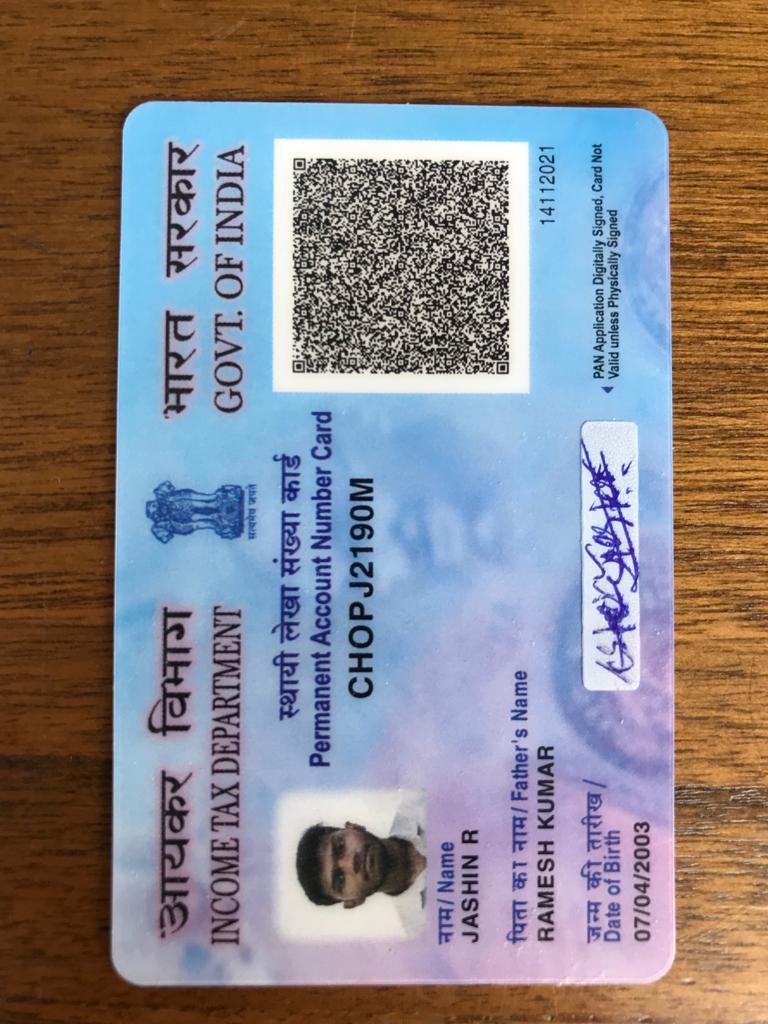 आयकर विभाग
INCOME TAX DEPARTMENT
सत्यमेव जयते
भारत सरकार
GOVT. OF INDIA
स्थायी लेखा संख्या कार्ड
Permanent Account Number Card
CHOPJ2190M
नाम / Name
JASHIN R
पिता का नाम / Father's Name
RAMESH KUMAR
जन्म की तारीख /
Date of Birth
07/04/2003
14112021
PAN Application Digitally Signed, Card Not
Valid unless Physically Signed